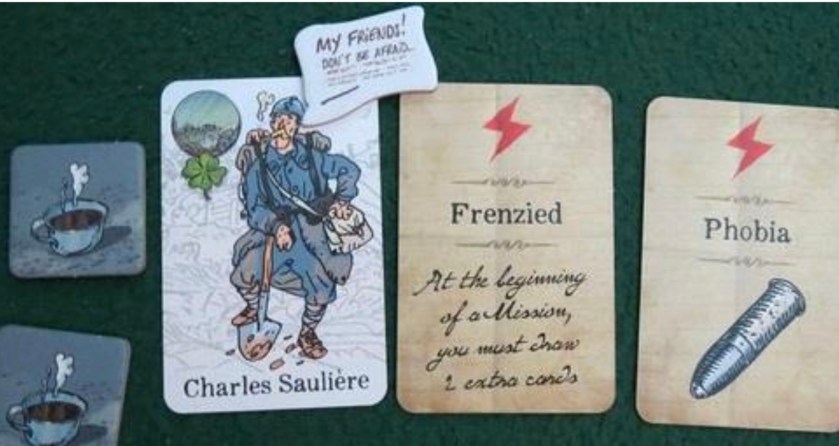 MY FRIENDS!
DON'T BE AFRAID...
Charles Saulière
Frenzied
At the beginning
of a Mission,
you must draw
2 extra cards
Phobia